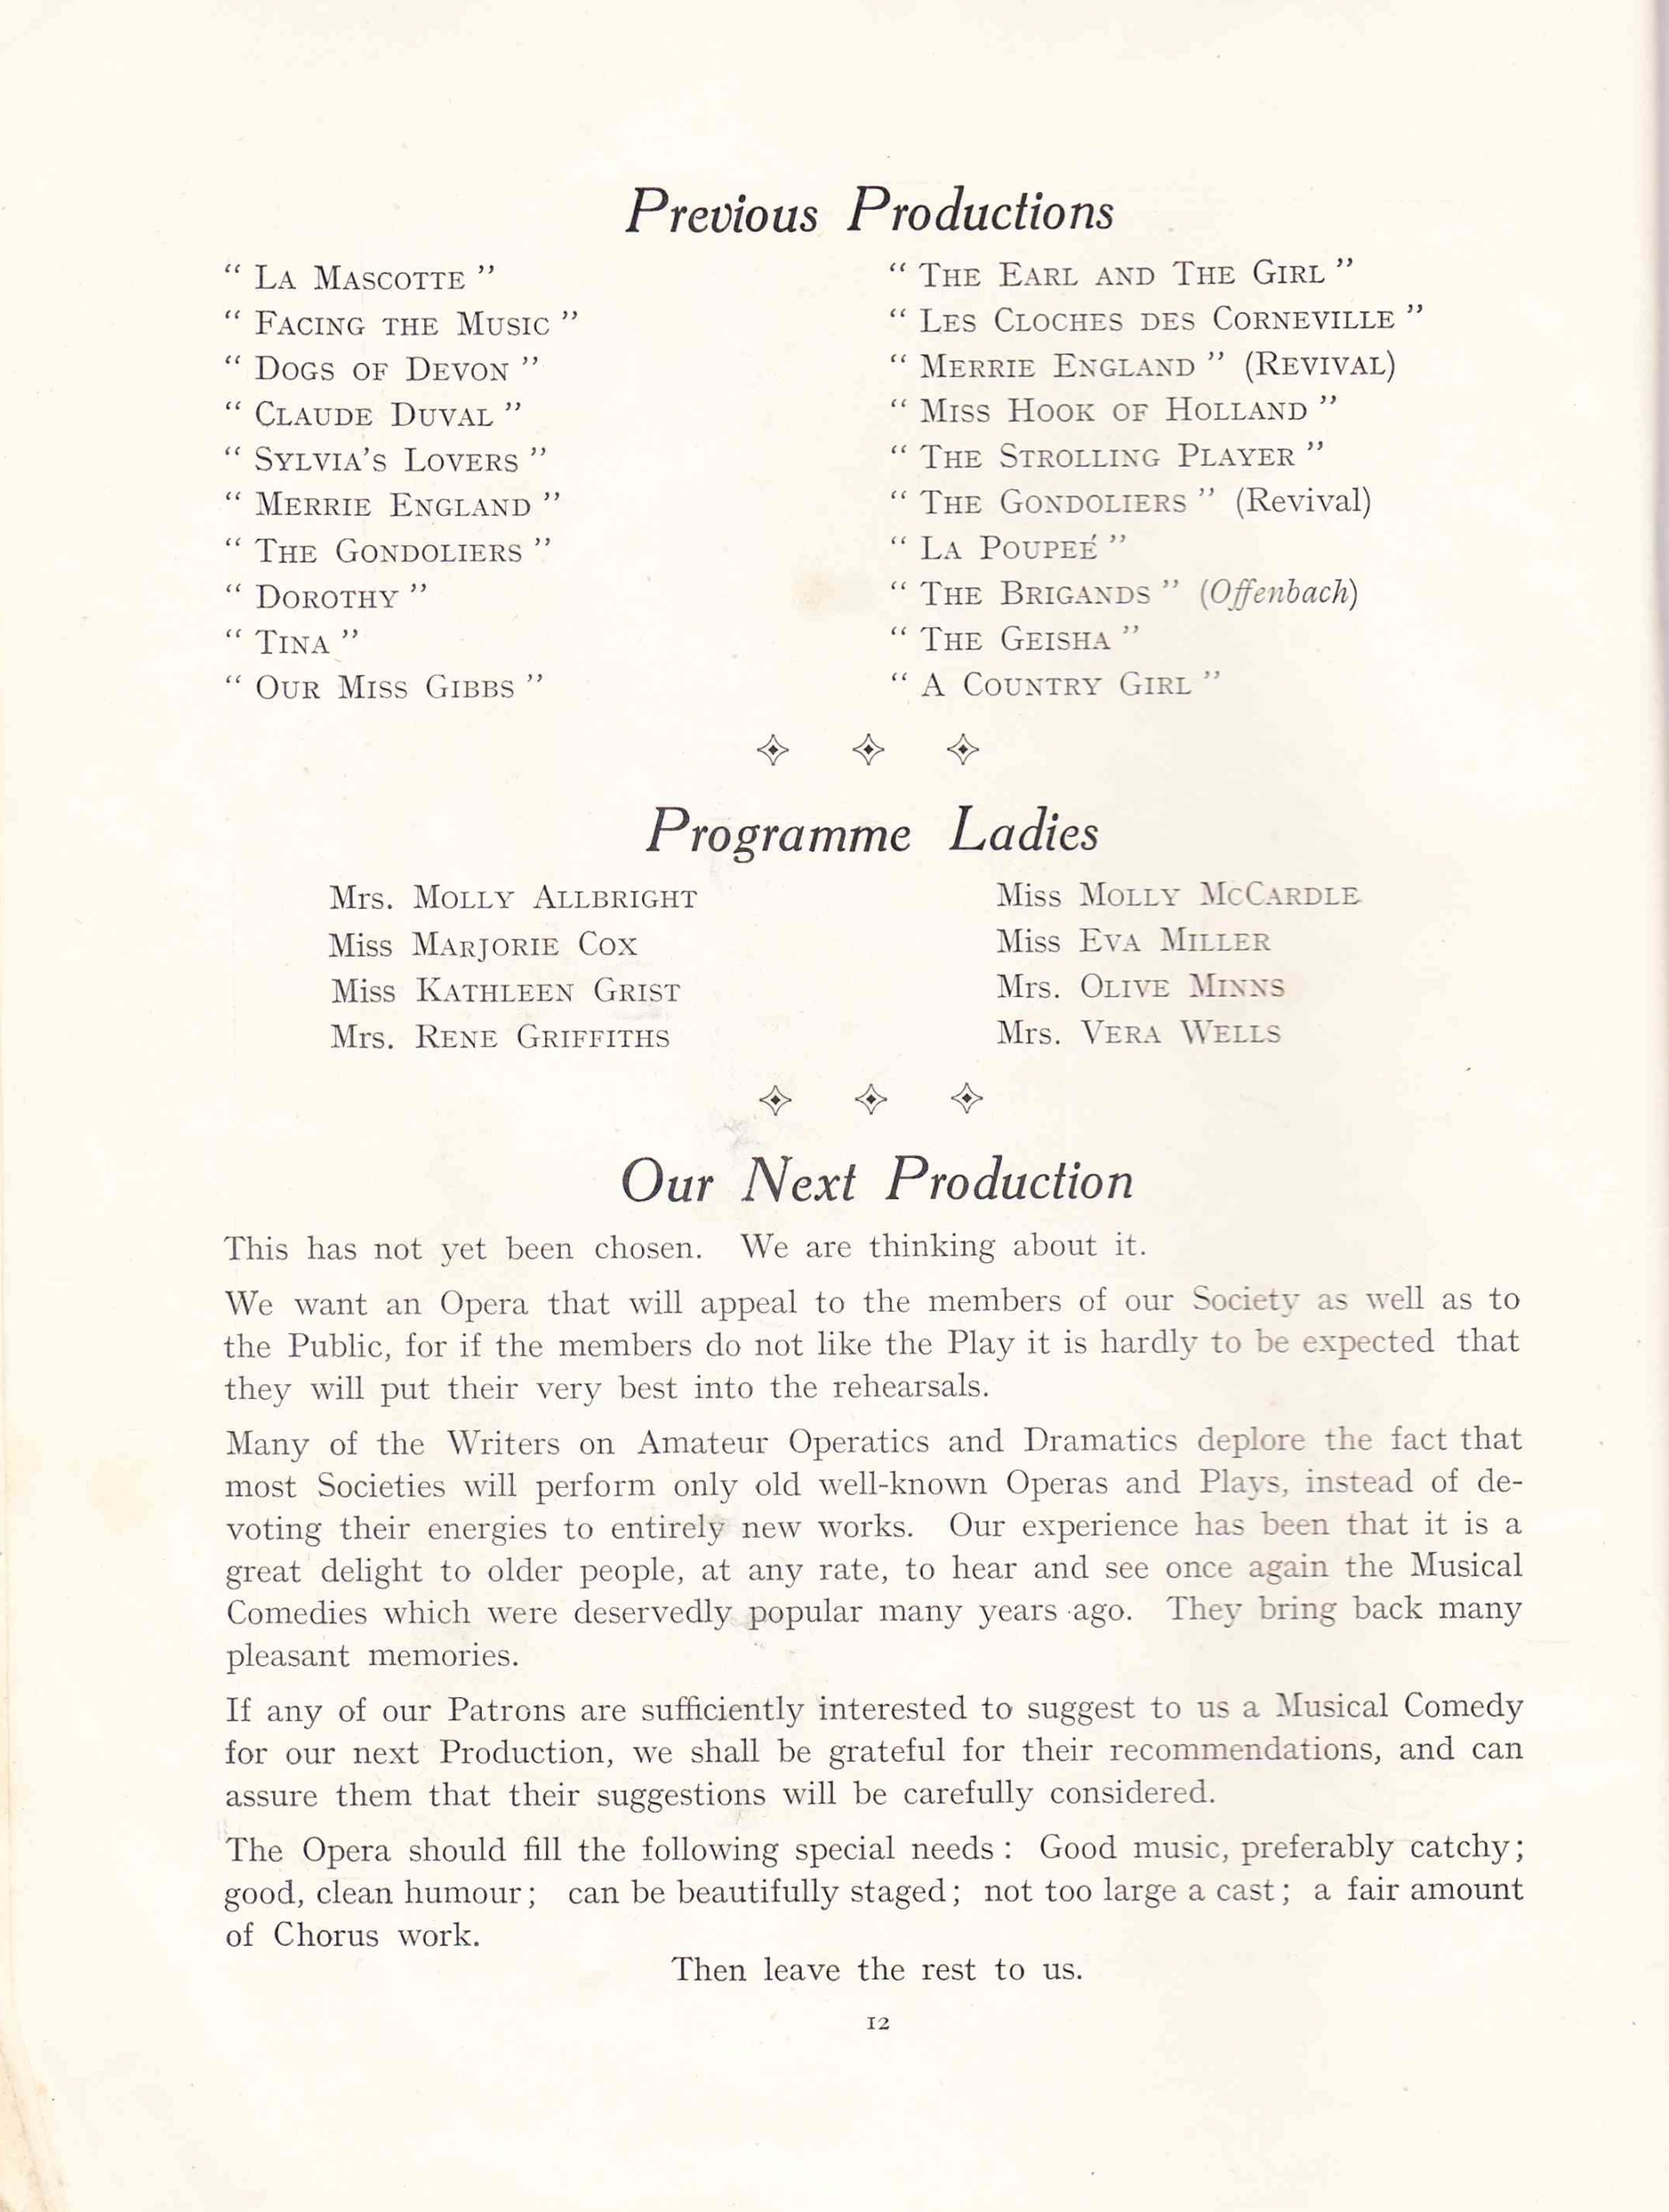 Previous Productions
“ LA MASCOTTE ”
“ FACING THE MUSIC ”
“ DOGS OF DEVON ”
“ CLAUDE DUVAL ”
“ SYLVIA’S LOVERS ”
“ MERRIE ENGLAND ”
“ THE GONDOLIERS ”
“ DOROTHY ”
“ TINA ”
“ OUR MISS GIBBS ”
“ THE EARL AND THE GIRL ”
“ LES CLOCHES DES CORNEVILLE ”
“ MERRIE ENGLAND ” (REVIVAL)
“ MISS HOOK OF HOLLAND ”
“ THE STROLLING PLAYER ”
“ THE GONDOLIERS ” (Revival)
“ LA POUPEÉ ”
“ THE BRIGANDS ” (Offenbach)
“ THE GEISHA ”
“ A COUNTRY GIRL ”
Programme Ladies
Mrs. MOLLY ALLBRIGHT
Miss MARJORIE COX
Miss KATHLEEN GRIST
Mrs. RENE GRIFFITHS
Miss MOLLY MCCARDLE
Miss EVA MILLER
Mrs. OLIVE MINNS
Mrs. VERA WELLS
Our Next Production
This has not yet been chosen. We are thinking about it.
We want an Opera that will appeal to the members of our Society as well as to
the Public, for if the members do not like the Play it is hardly to be expected that
they will put their very best into the rehearsals.
Many of the Writers on Amateur Operatics and Dramatics deplore the fact that
most Societies will perform only old well-known Operas and Plays, instead of de-
voting their energies to entirely new works. Our experience has been that it is a
great delight to older people, at any rate, to hear and see once again the Musical
Comedies which were deservedly popular many years ago. They bring back many
pleasant memories.
If any of our Patrons are sufficiently interested to suggest to us a Musical Comedy
for our next Production, we shall be grateful for their recommendations, and can
assure them that their suggestions will be carefully considered.
The Opera should fill the following special needs : Good music, preferably catchy ;
good, clean humour ; can be beautifully staged ; not too large a cast ; a fair amount
of Chorus work.
Then leave the rest to us.
12